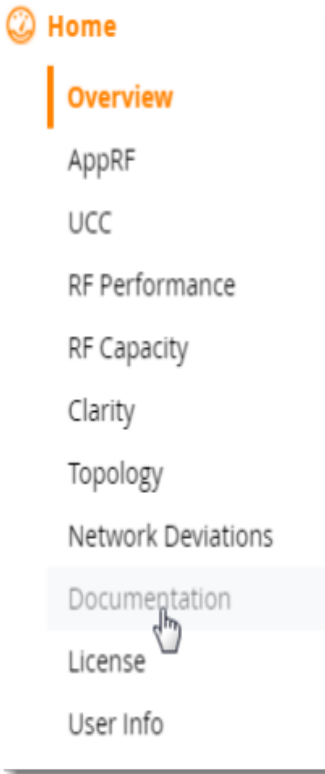 Home
Overview
AppRF
UCC
RF Performance
RF Capacity
Clarity
Topology
Network Deviations
Documentation
License
User Info